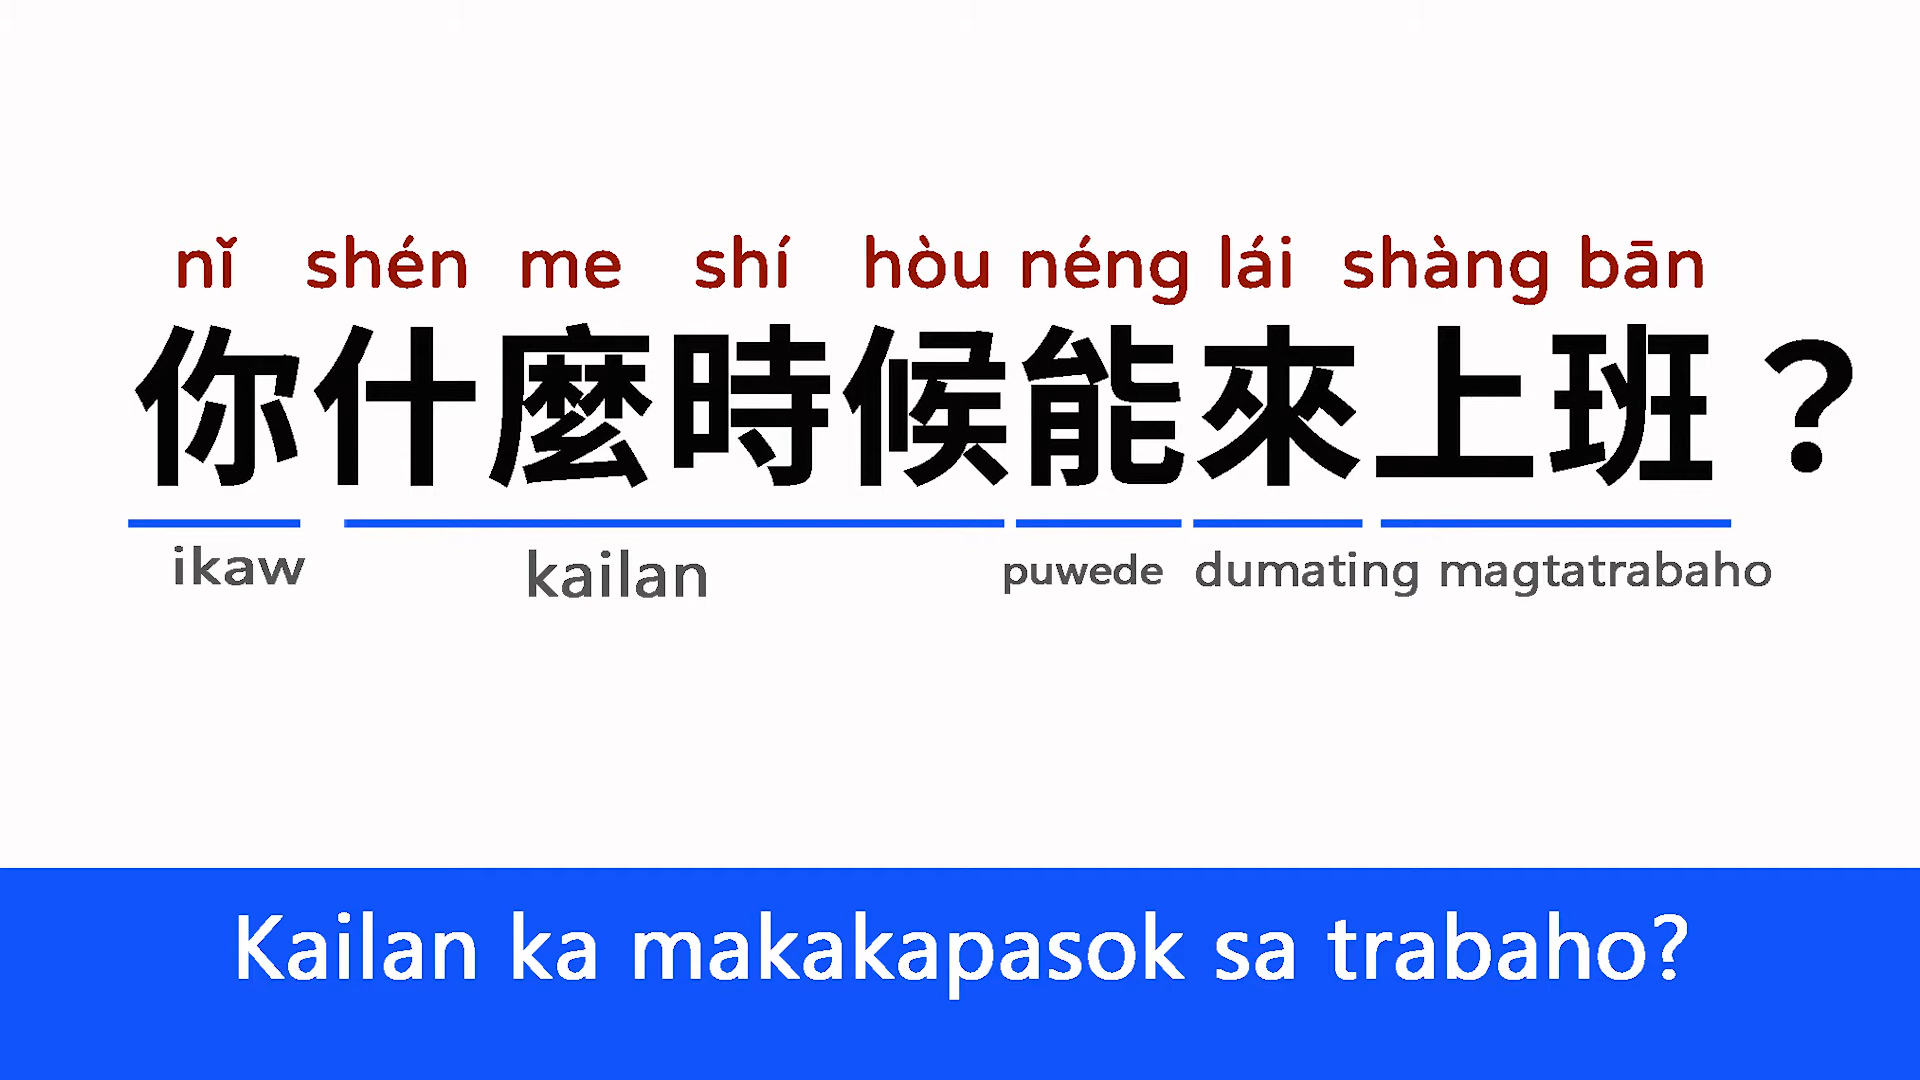 nǐ shén me shí hòu néng lái shàng bān
你什麼時候能來上班？
ikaw kailan puwede dumating magtatrabaho
Kailan ka makakapasok sa trabaho?